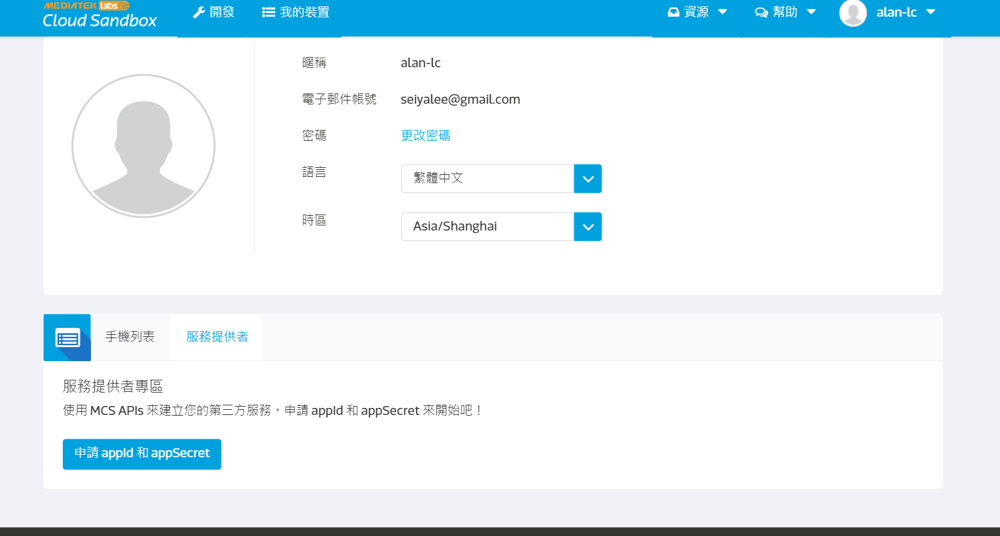 MEDIATEK labs
Cloud Sandbox
開發
我的裝置
資源
幫助
alan-lc
暱稱
alan-lc
電子郵件帳號
seiyalee@gmail.com
密碼
更改密碼
語言
繁體中文
時區
Asia/Shanghai
手機列表
服務提供者
服務提供者專區
使用 MCS APIs 來建立您的第三方服務。申請 appId 和 appSecret 來開始吧！
申請 appId 和 appSecret